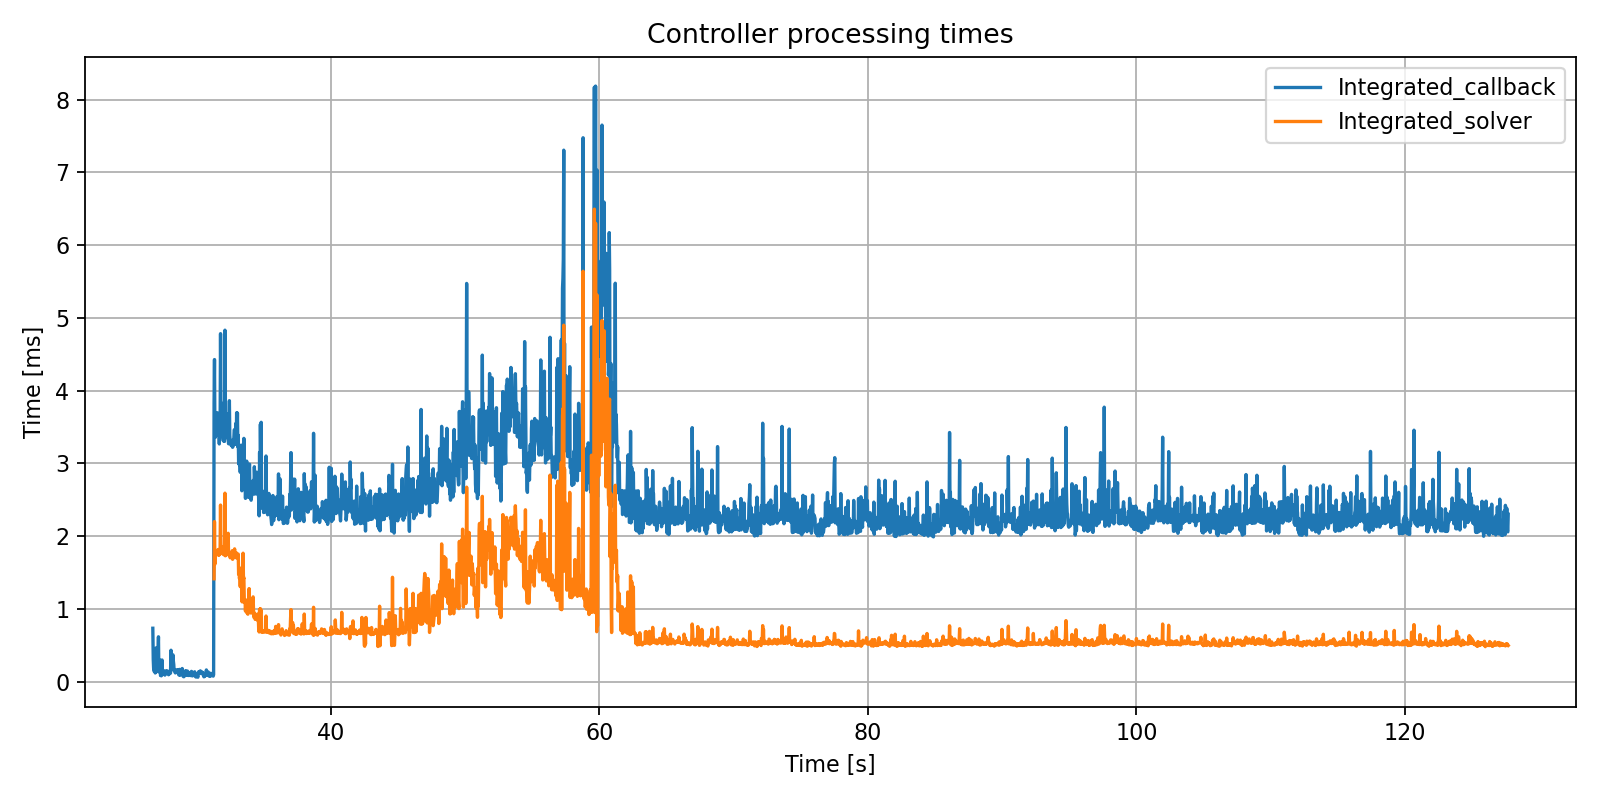 Controller processing times
Integrated_callback
Integrated_solver
8
7
6
5
4
3
2
1
0
Time [ms]
40
60
80
100
120
Time [s]